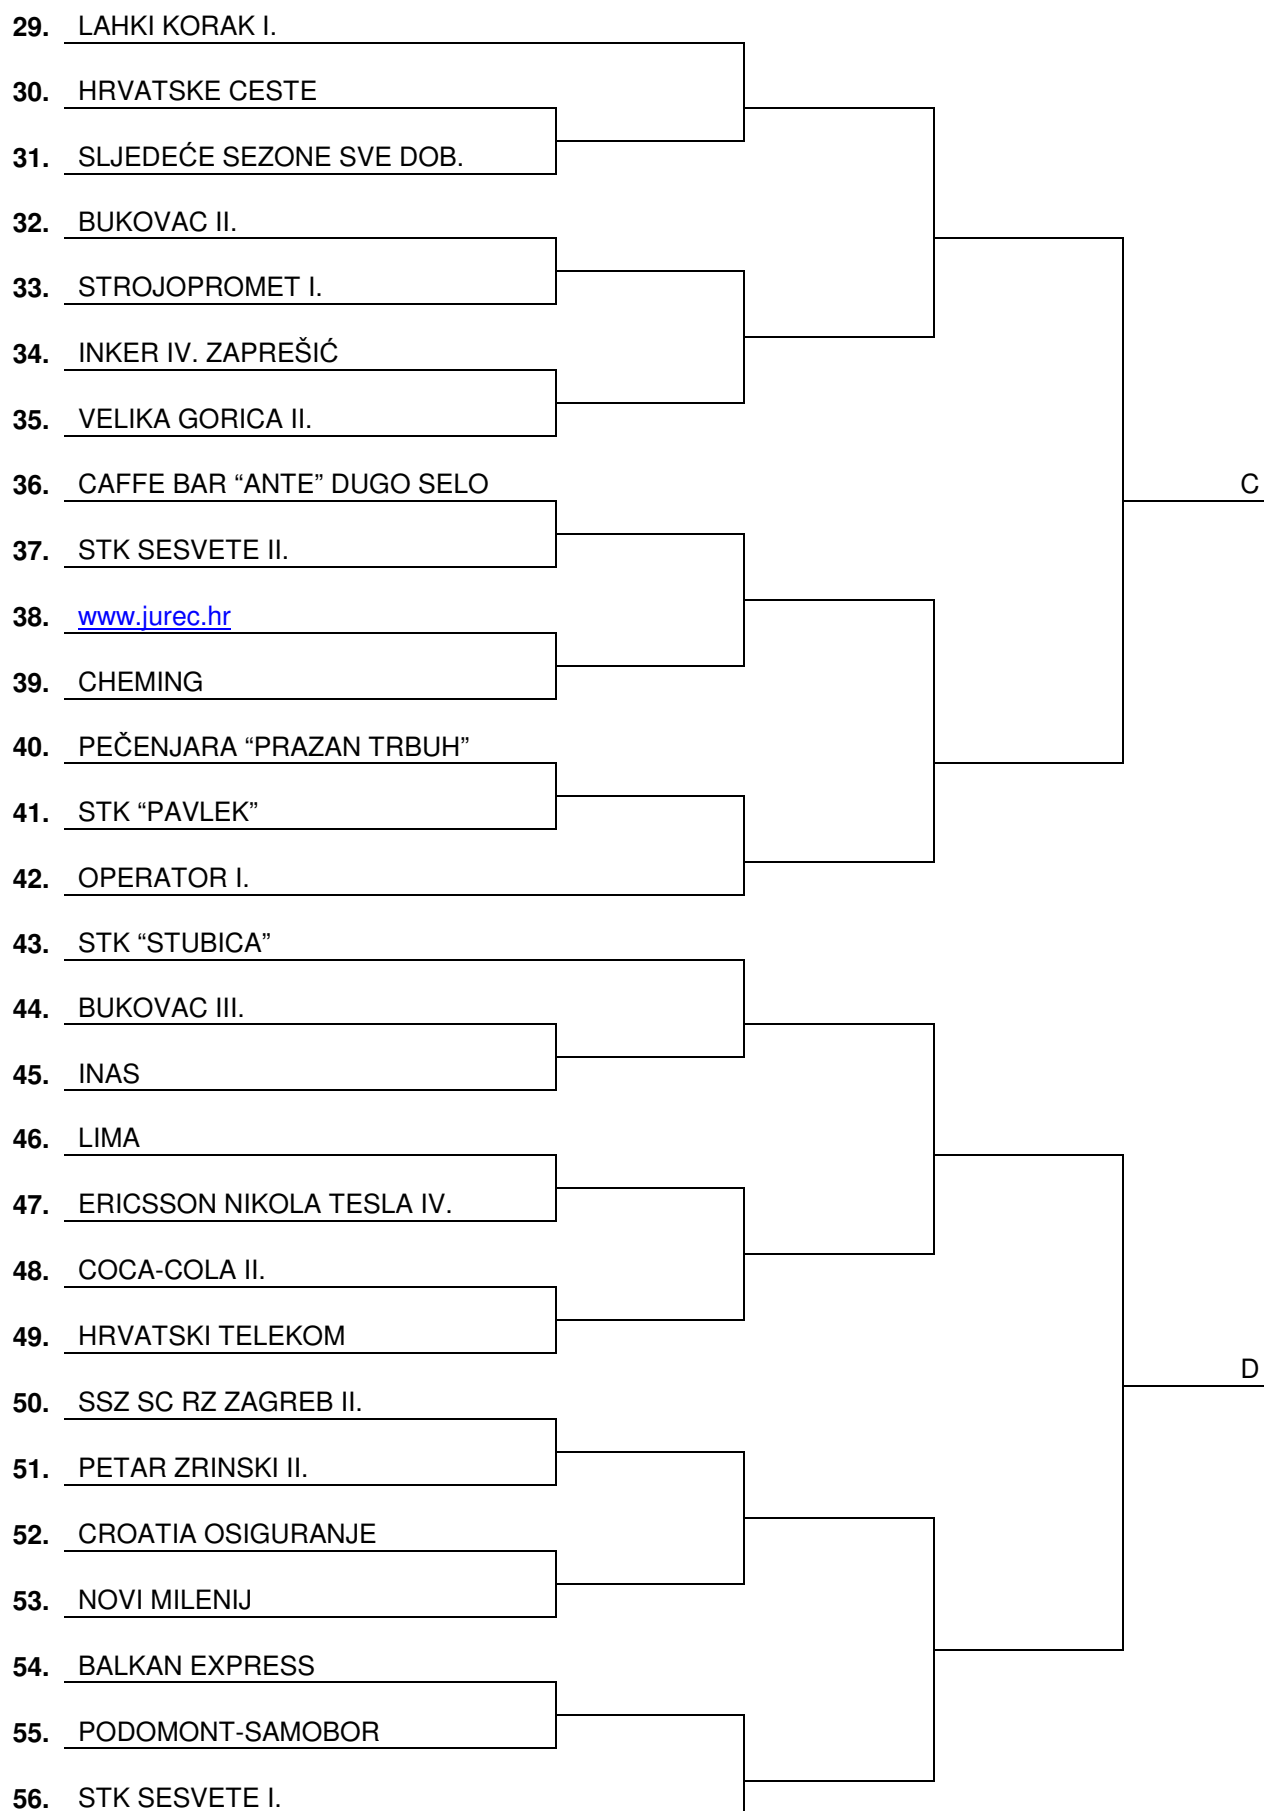 29. LAHKI KORAK I.
30. HRVATSKE CESTE
31. SLJEDEĆE SEZONE SVE DOB.
32. BUKOVAC II.
33. STROJOPROMET I.
34. INKER IV. ZAPREŠIĆ
35. VELIKA GORICA II.
36. CAFFE BAR “ANTE” DUGO SELO
C
37. STK SESVETE II.
38. www.jurec.hr
39. CHEMING
40. PEČENJARA “PRAZAN TRBUH”
41. STK “PAVLEK”
42. OPERATOR I.
43. STK “STUBICA”
44. BUKOVAC III.
45. INAS
46. LIMA
47. ERICSSON NIKOLA TESLA IV.
48. COCA-COLA II.
49. HRVATSKI TELEKOM
D
50. SSZ SC RZ ZAGREB II.
51. PETAR ZRINSKI II.
52. CROATIA OSIGURANJE
53. NOVI MILENIJ
54. BALKAN EXPRESS
55. PODOMONT-SAMOBOR
56. STK SESVETE I.